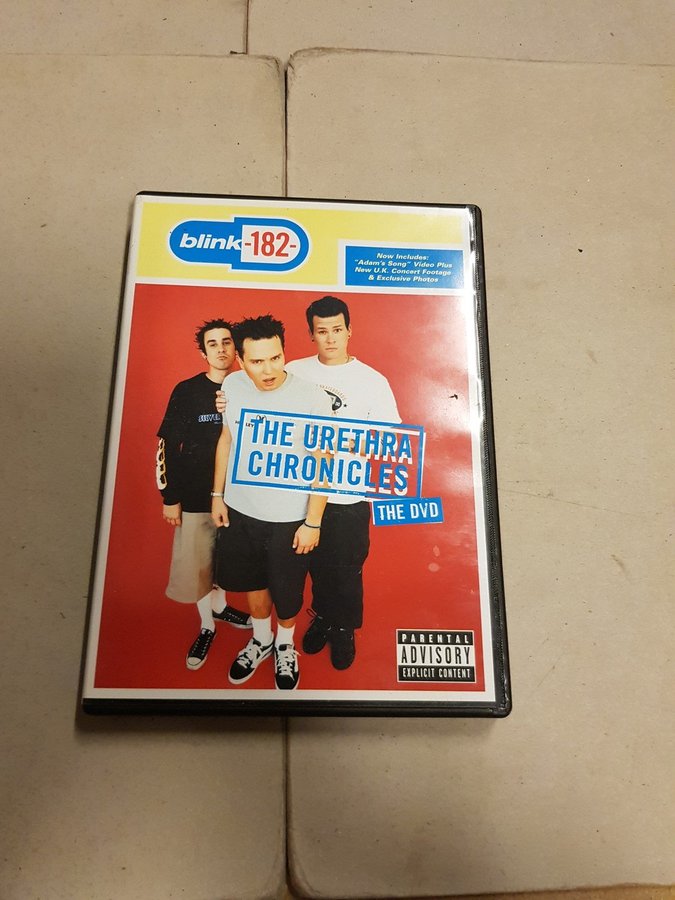 blink-182-
Now Includes:
"Adam's Song" Video Plus
New U.K. Concert Footage
& Exclusive Photos
THE URETHRA
CHRONICLES
THE DVD
PARENTAL
ADVISORY
EXPLICIT CONTENT